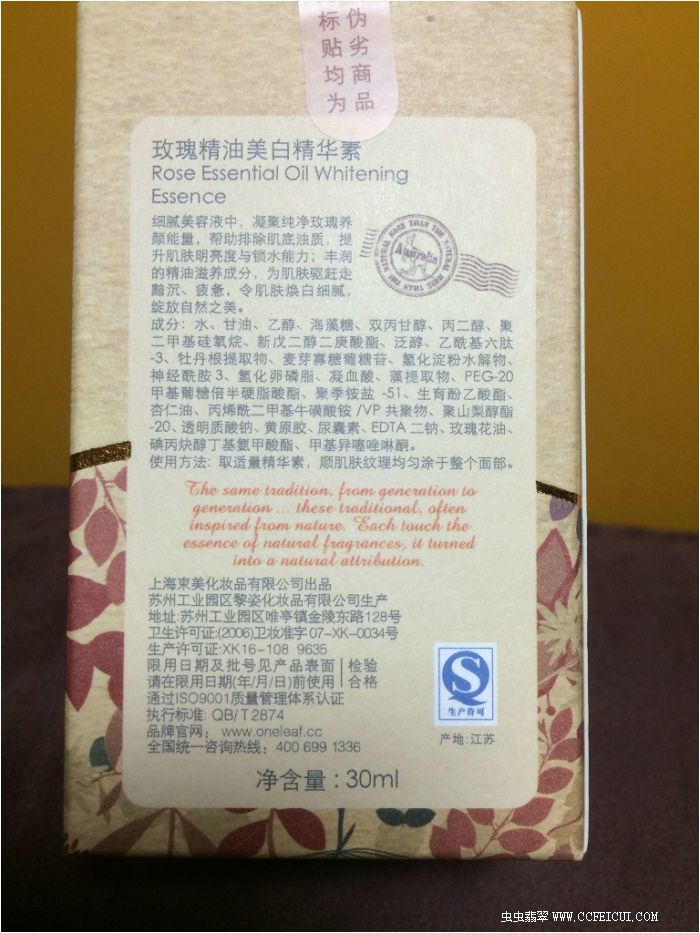 伪劣商品
标贴均为
玫瑰精油美白精华素
Rose Essential Oil Whitening
Essence
细腻美容液中，凝聚纯净玫瑰养
颜能量，帮助排除肌底油质，提
升肌肤明亮度与锁水能力；丰润
的精油滋养成分，为肌肤驱赶走
黯沉、疲惫，令肌肤焕白细腻，
绽放自然之美。
MORE THAN THE NATURAL MORE THAN THE NATURAL
Australia
成分：水、甘油、乙醇、海藻糖、双丙甘醇、丙二醇、聚
二甲基硅氧烷、新戊二醇二庚酸酯、泛醇、乙酰基六肽
-3、牡丹根提取物、麦芽寡糖葡糖苷、氢化淀粉水解物、
神经酰胺 3、氢化卵磷脂、凝血酸、藻提取物、PEG-20
甲基葡糖倍半硬脂酸酯、聚季铵盐 -51、生育酚乙酸酯、
杏仁油、丙烯酰二甲基牛磺酸铵 /VP 共聚物、聚山梨醇酯
-20、透明质酸钠、黄原胶、尿囊素、EDTA 二钠、玫瑰花油、
碘丙炔醇丁基氨甲酸酯、甲基异噻唑啉酮。
使用方法：取适量精华素，顺肌肤纹理均匀涂于整个面部。
The same tradition, from generation to
generation ... these traditional, often
inspired from nature. Each touch the
essence of natural fragrances, it turned
into a natural attribution.
上海束美化妆品有限公司出品
苏州工业园区黎姿化妆品有限公司生产
地址:苏州工业园区唯亭镇金陵东路128号
卫生许可证:(2006)卫妆准字 07-XK-0034号
生产许可证:XK16-108 9635
限用日期及批号见产品表面 检验
请在限用日期(年/月/日)前使用 合格
通过ISO9001质量管理体系认证
执行标准: QB/T2874
品牌官网：www.oneleaf.cc
全国统一咨询热线：400 699 1336
生产许可
产地:江苏
净含量：30ml
虫虫翡翠 WWW.CCFEICUI.COM